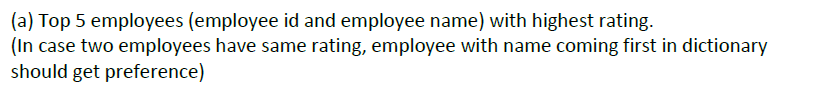 (a) Top 5 employees (employee id and employee name) with highest rating.
(In case two employees have same rating, employee with name coming first in dictionary
should get preference)